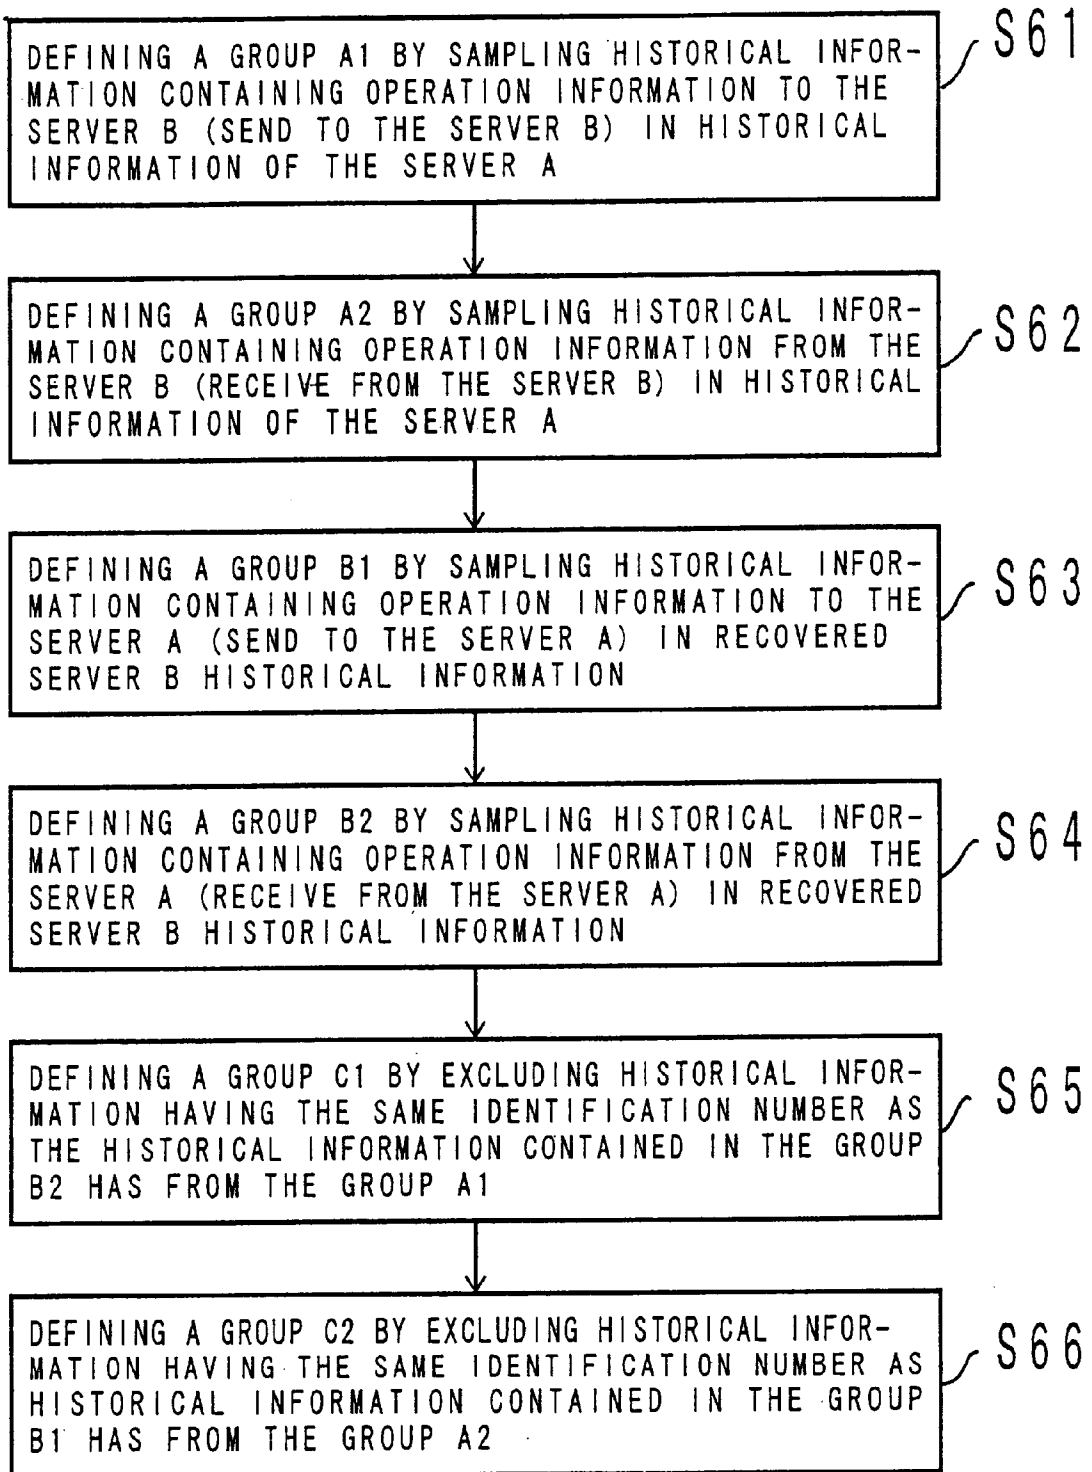 S61
DEFINING A GROUP A1 BY SAMPLING HISTORICAL INFOR-
MATION CONTAINING OPERATION INFORMATION TO THE
SERVER B (SEND TO THE SERVER B) IN HISTORICAL
INFORMATION OF THE SERVER A
S62
DEFINING A GROUP A2 BY SAMPLING HISTORICAL INFOR-
MATION CONTAINING OPERATION INFORMATION FROM THE
SERVER B (RECEIVE FROM THE SERVER B) IN HISTORICAL
INFORMATION OF THE SERVER A
S63
DEFINING A GROUP B1 BY SAMPLING HISTORICAL INFOR-
MATION CONTAINING OPERATION INFORMATION TO THE
SERVER A (SEND TO THE SERVER A) IN RECOVERED
SERVER B HISTORICAL INFORMATION
S64
DEFINING A GROUP B2 BY SAMPLING HISTORICAL INFOR-
MATION CONTAINING OPERATION INFORMATION FROM THE
SERVER A (RECEIVE FROM THE SERVER A) IN RECOVERED
SERVER B HISTORICAL INFORMATION
S65
DEFINING A GROUP C1 BY EXCLUDING HISTORICAL INFOR-
MATION HAVING THE SAME IDENTIFICATION NUMBER AS
THE HISTORICAL INFORMATION CONTAINED IN THE GROUP
B2 HAS FROM THE GROUP A1
S66
DEFINING A GROUP C2 BY EXCLUDING HISTORICAL INFOR-
MATION HAVING THE SAME IDENTIFICATION NUMBER AS
HISTORICAL INFORMATION CONTAINED IN THE GROUP
B1 HAS FROM THE GROUP A2